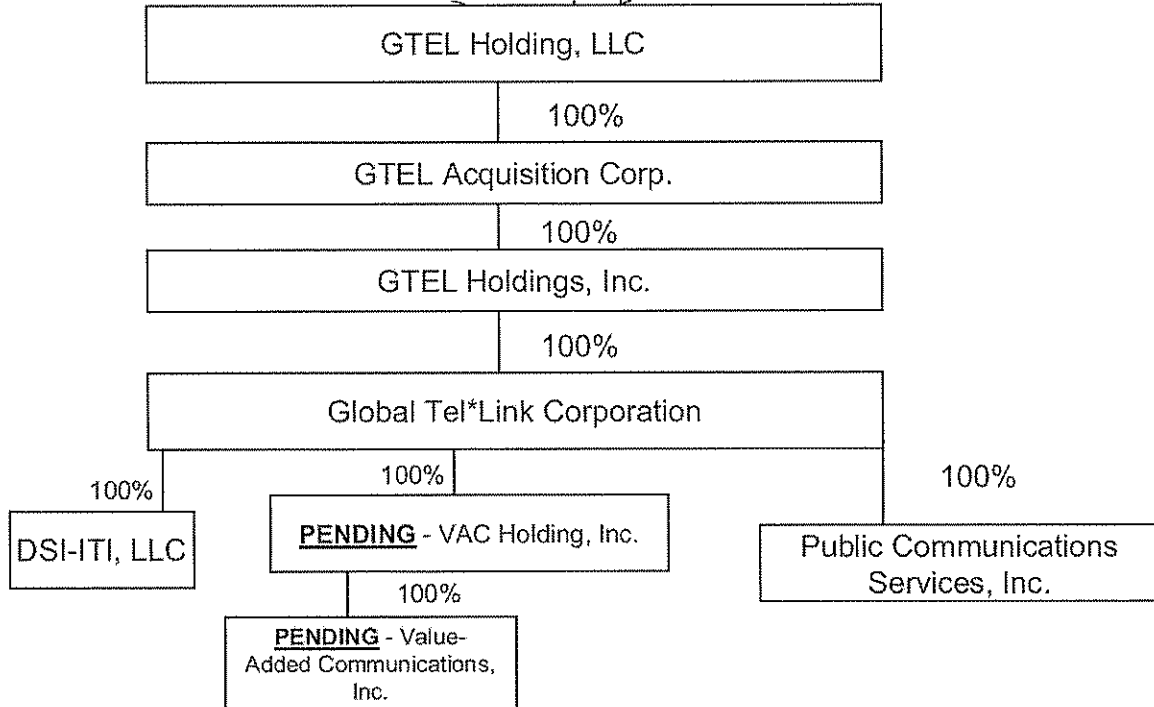 GTEL Holding, LLC
100%
GTEL Acquisition Corp.
100%
GTEL Holdings, Inc.
100%
Global Tel*Link Corporation
100%
100%
100%
DSI-ITI, LLC
PENDING - VAC Holding, Inc.
Public Communications
Services, Inc.
100%
PENDING - Value-
Added Communications,
Inc.